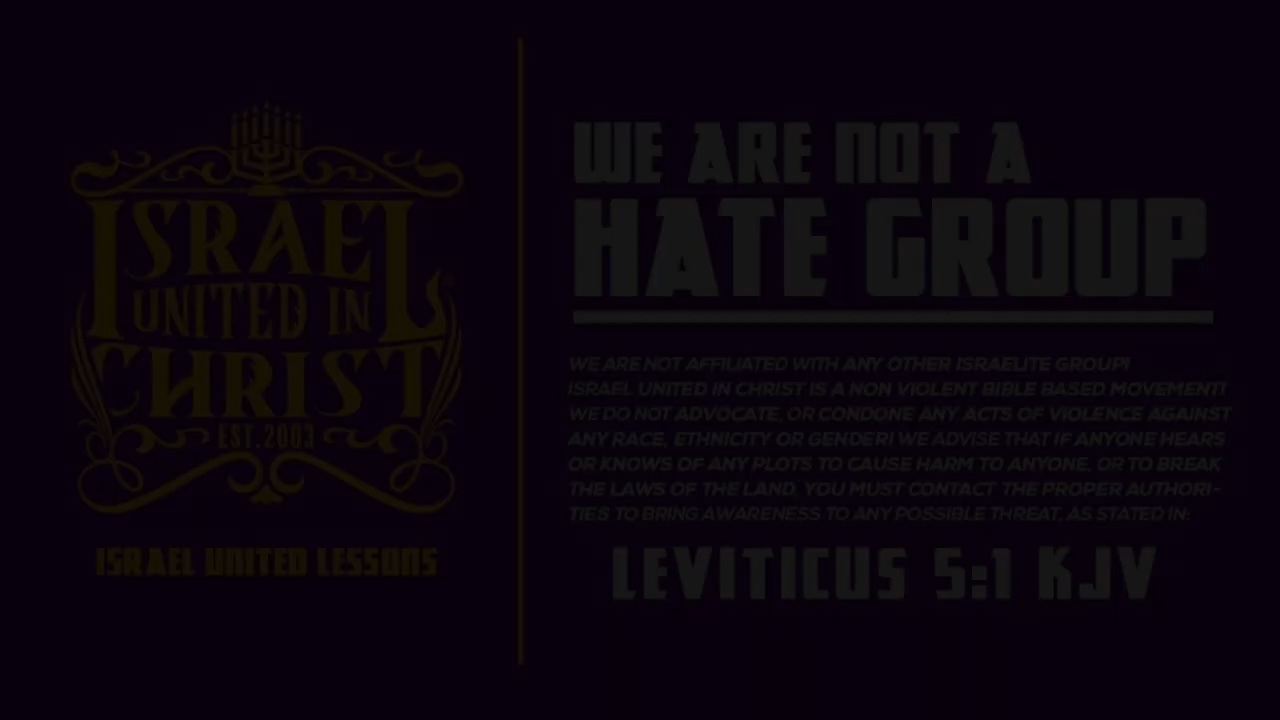 ISRAEL
UNITED IN
CHRIST
EST. 2003
ISRAEL UNITED LESSONS
WE ARE NOT A
HATE GROUP
WE ARE NOT AFFILIATED WITH ANY OTHER ISRAELITE GROUP!
ISRAEL UNITED IN CHRIST IS A NON VIOLENT BIBLE BASED MOVEMENT!
WE DO NOT ADVOCATE, OR CONDONE ANY ACTS OF VIOLENCE AGAINST
ANY RACE, ETHNICITY OR GENDER! WE ADVISE THAT IF ANYONE HEARS
OR KNOWS OF ANY PLOTS TO CAUSE HARM TO ANYONE, OR TO BREAK
THE LAWS OF THE LAND, YOU MUST CONTACT THE PROPER AUTHORI-
TIES TO BRING AWARENESS TO ANY POSSIBLE THREAT, AS STATED IN:
LEVITICUS 5:1 KJV